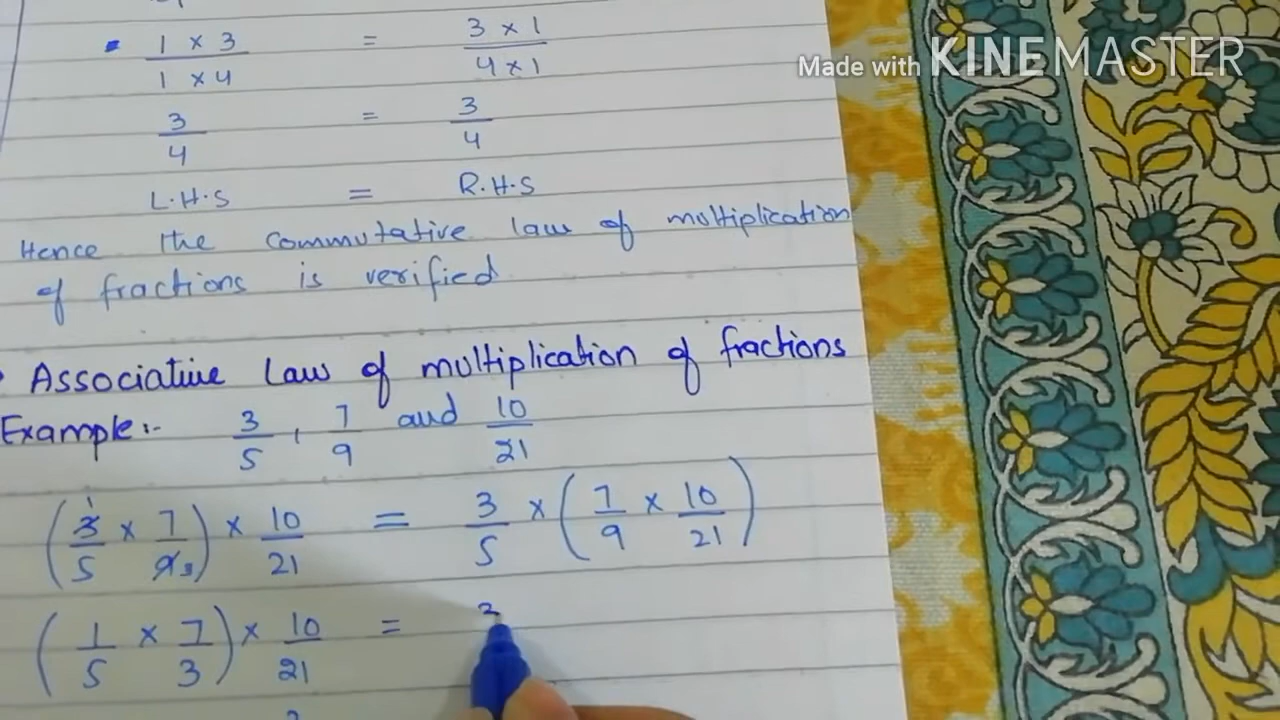 Made with KINEMASTER
1 × 3 = 3 × 1
1 × 4 4 × 1
3 = 3
4 4
L.H.S = R.H.S
Hence the commutative law of multiplication
of fractions is verified
Associative Law of multiplication of fractions
Example:- 3/5, 7/9 and 10/21
(3/5 × 7/9) × 10/21 = 3/5 × (7/9 × 10/21)
1 3
(1/5 × 7/3) × 10/21 = 3